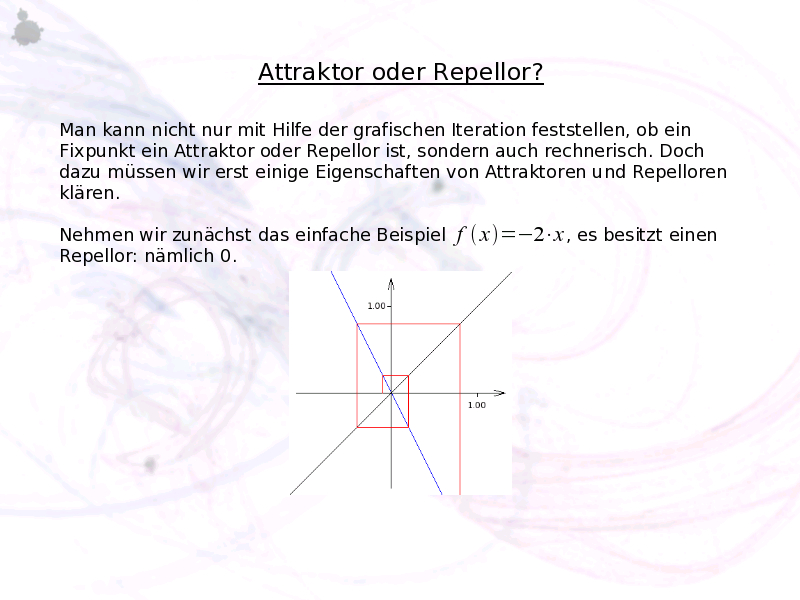 Attraktor oder Repellor?
Man kann nicht nur mit Hilfe der grafischen Iteration feststellen, ob ein
Fixpunkt ein Attraktor oder Repellor ist, sondern auch rechnerisch. Doch
dazu müssen wir erst einige Eigenschaften von Attraktoren und Repelloren
klären.
Nehmen wir zunächst das einfache Beispiel f(x)=−2·x, es besitzt einen
Repellor: nämlich 0.
1.00
1.00